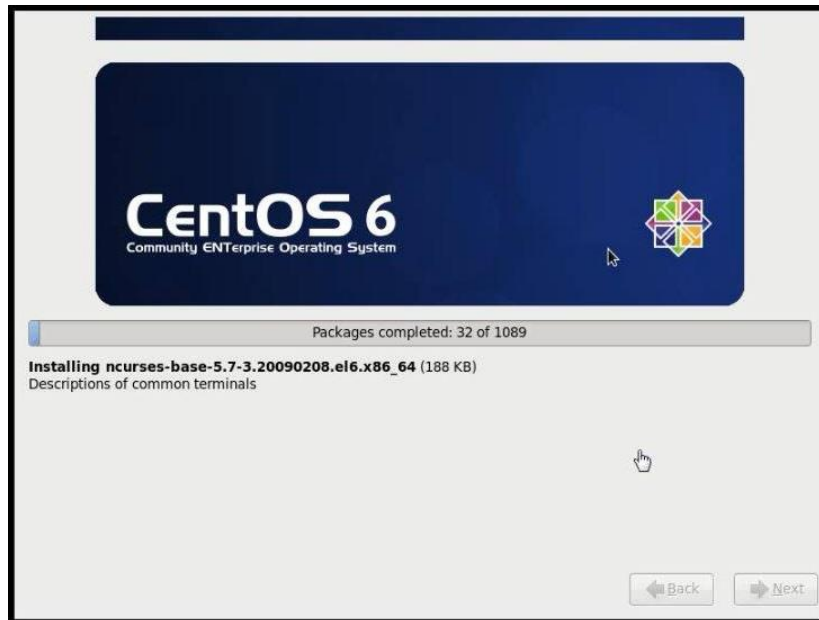 CentOS 6
Community ENTerprise Operating System
Packages completed: 32 of 1089
Installing ncurses-base-5.7-3.20090208.el6.x86_64 (188 KB)
Descriptions of common terminals
Back
Next